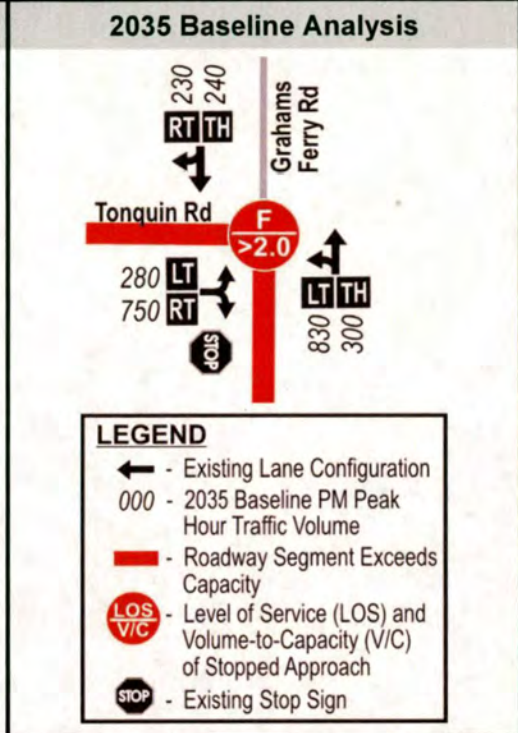 2035 Baseline Analysis
230 240
RT TH
Grahams
Ferry Rd
Tonquin Rd
F
>2.0
280 LT
750 RT
LT TH
830 300
STOP
LEGEND
- Existing Lane Configuration
000 - 2035 Baseline PM Peak
Hour Traffic Volume
- Roadway Segment Exceeds
Capacity
LOS
V/C
- Level of Service (LOS) and
Volume-to-Capacity (V/C)
of Stopped Approach
STOP - Existing Stop Sign